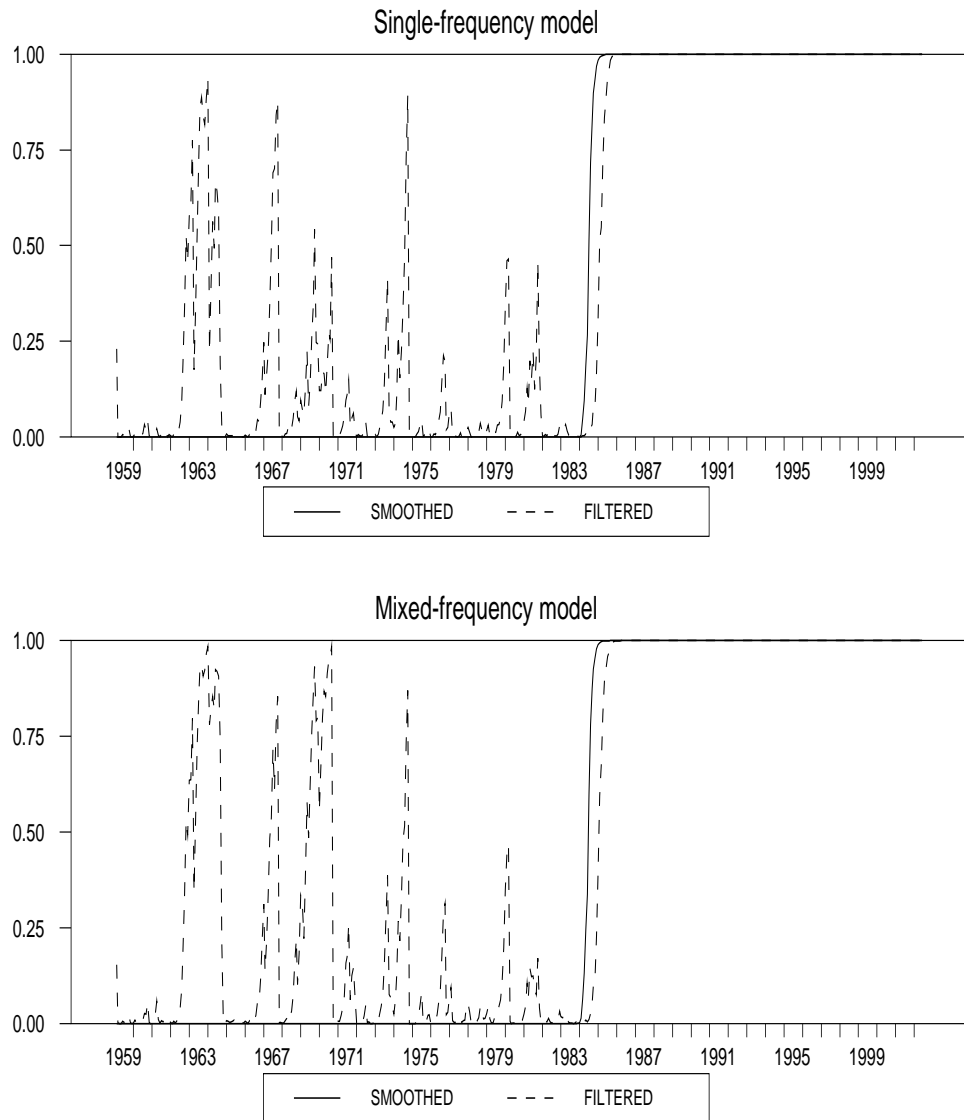 Single-frequency model
1.00
0.75
0.50
0.25
0.00
1959 1963 1967 1971 1975 1979 1983 1987 1991 1995 1999
SMOOTHED FILTERED
Mixed-frequency model
1.00
0.75
0.50
0.25
0.00
1959 1963 1967 1971 1975 1979 1983 1987 1991 1995 1999
SMOOTHED FILTERED